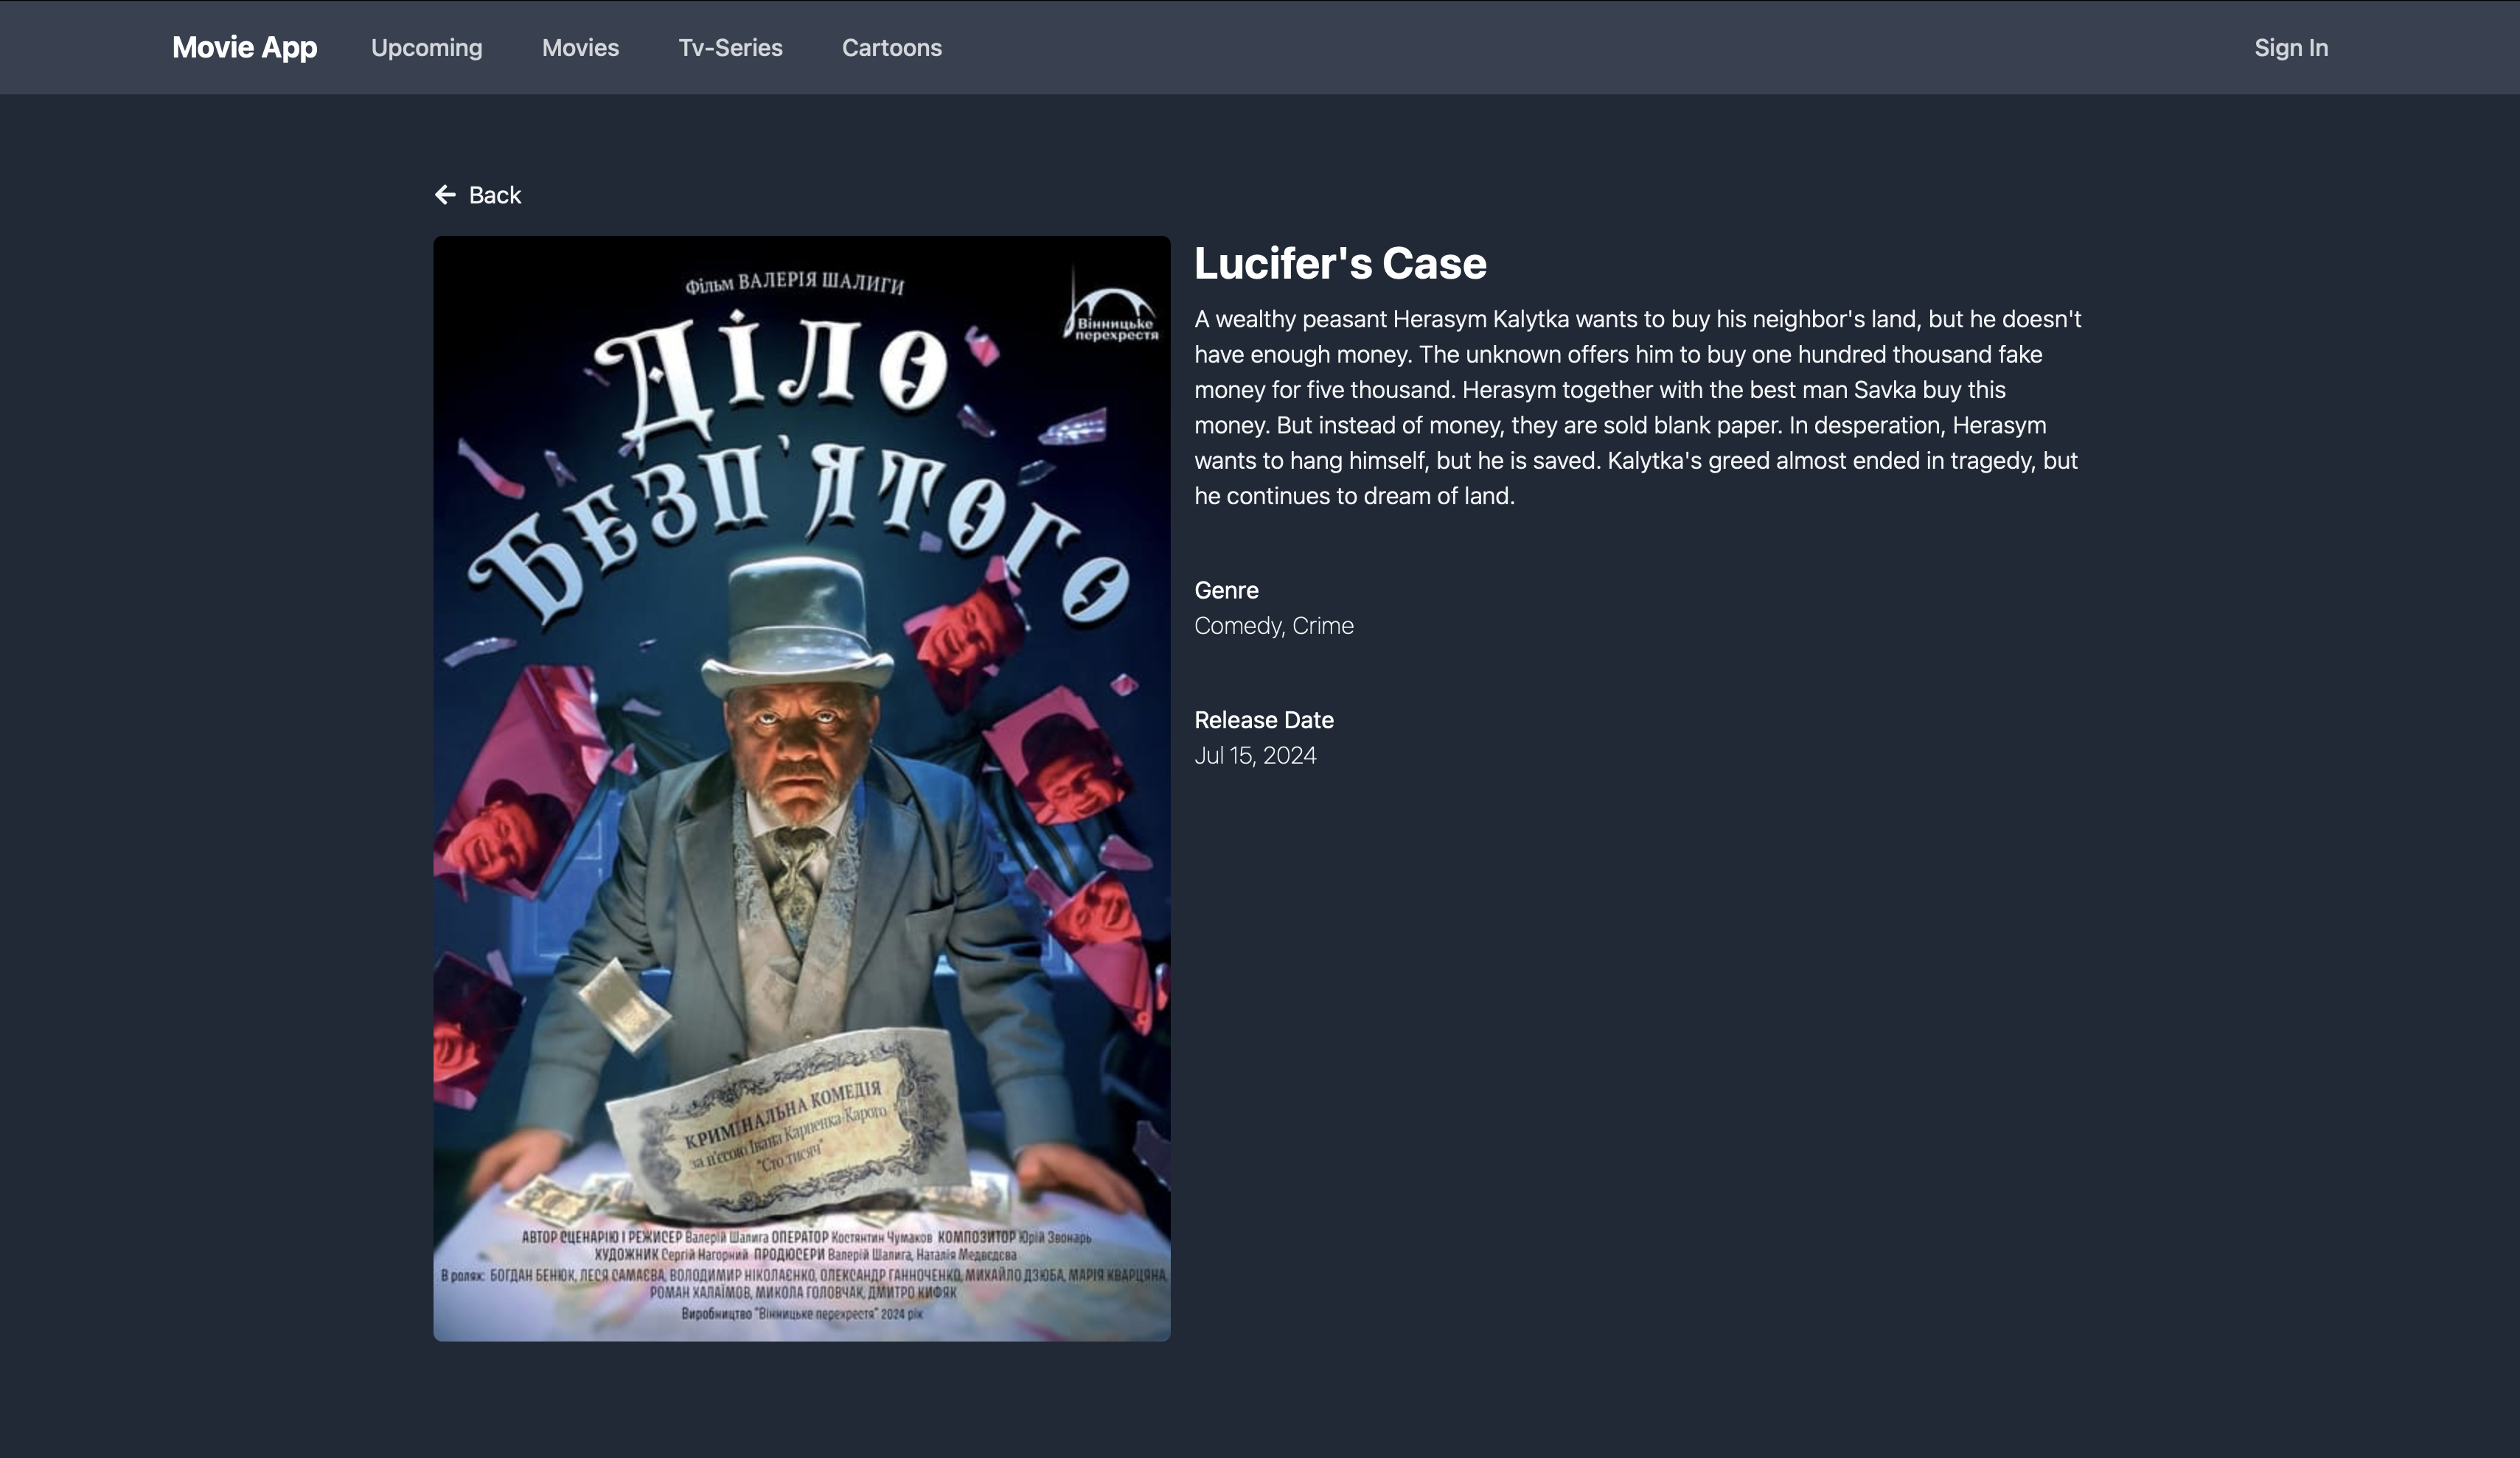 Movie App
Upcoming
Movies
Tv-Series
Cartoons
Sign In
Back
фільм ВАЛЕРІЯ ШАЛИГИ
Вінницьке
перехрестя
ДІЛО
БЕЗП'ЯТОГО
КРИМІНАЛЬНА КОМЕДІЯ
за п'єсою Івана Карпенка-Карого
"Сто тисяч"
АВТОР СЦЕНАРІЮ І РЕЖИСЕР Валерій Шалига ОПЕРАТОР Костянтин Чумаков КОМПОЗИТОР Юрій Звонарь
ХУДОЖНИК Сергій Нагорний ПРОДЮСЕРИ Валерій Шалига, Наталія Медвєдєва
В ролях: БОГДАН БЕНЮК, ЛЕСЯ САМАЄВА, ВОЛОДИМИР НІКОЛАЄНКО, ОЛЕКСАНДР ГАННОЧЕНКО, МИХАЙЛО ДЗЮБА, МАРІЯ КВАРЦЯНА,
РОМАН ХАЛАЇМОВ, МИКОЛА ГОЛОВЧАК, ДМИТРО КИФЯК
Виробництво "Вінницьке перехрестя" 2024 рік
Lucifer's Case
A wealthy peasant Herasym Kalytka wants to buy his neighbor's land, but he doesn't
have enough money. The unknown offers him to buy one hundred thousand fake
money for five thousand. Herasym together with the best man Savka buy this
money. But instead of money, they are sold blank paper. In desperation, Herasym
wants to hang himself, but he is saved. Kalytka's greed almost ended in tragedy, but
he continues to dream of land.
Genre
Comedy, Crime
Release Date
Jul 15, 2024